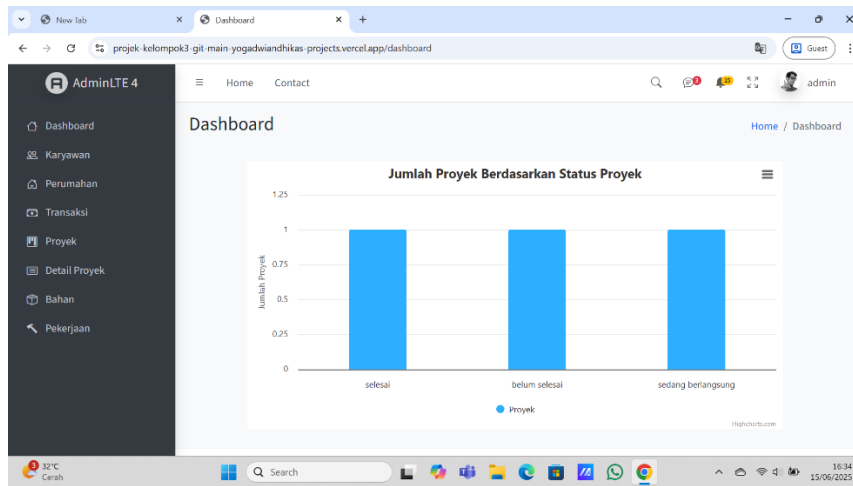 New Tab
Dashboard
projek-kelompok3-git-main-yogadwiandhikas-projects.vercel.app/dashboard
Guest
AdminLTE 4
Home Contact
3
15
admin
Dashboard
Karyawan
Perumahan
Transaksi
Proyek
Detail Proyek
Bahan
Pekerjaan
Dashboard
Home / Dashboard
Jumlah Proyek Berdasarkan Status Proyek
Jumlah Proyek
1.25
1
0.75
0.5
0.25
0
selesai belum selesai sedang berlangsung
Proyek
Highcharts.com
3
32°C
Cerah
Search
16:34
15/06/2025